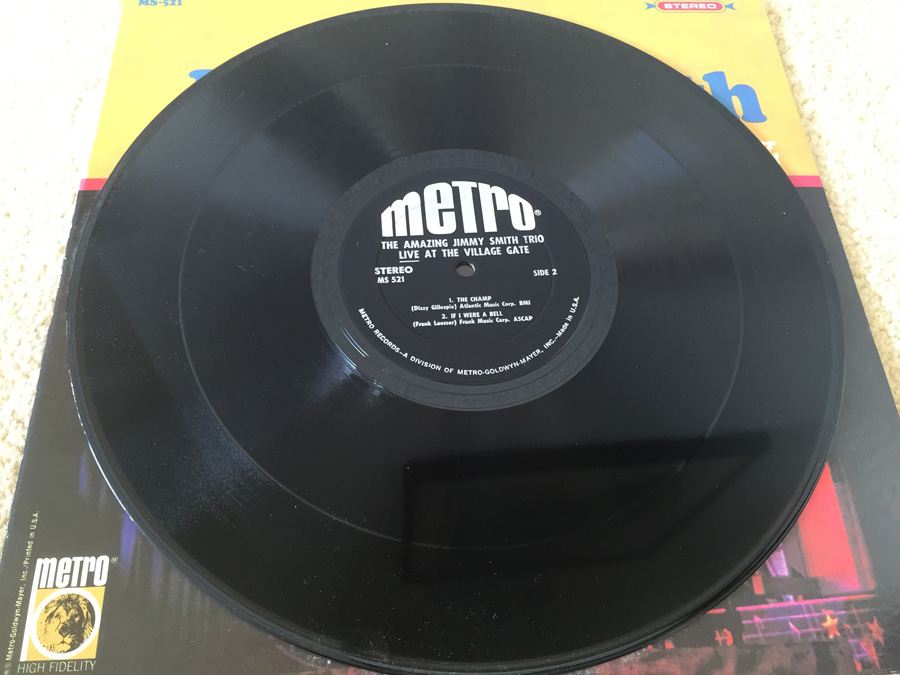 MS-521
STEREO
th
METRO®
THE AMAZING JIMMY SMITH TRIO
LIVE AT THE VILLAGE GATE
STEREO
MS 521
SIDE 2
1. THE CHAMP
(Dizzy Gillespie) Atlantic Music Corp. BMI
2. IF I WERE A BELL
(Frank Loesser) Frank Music Corp. ASCAP
METRO RECORDS—A DIVISION OF METRO-GOLDWYN-MAYER, INC.—Made in U.S.A.
® Metro-Goldwyn-Mayer, Inc./Printed in U.S.A.
METRO®
HIGH FIDELITY